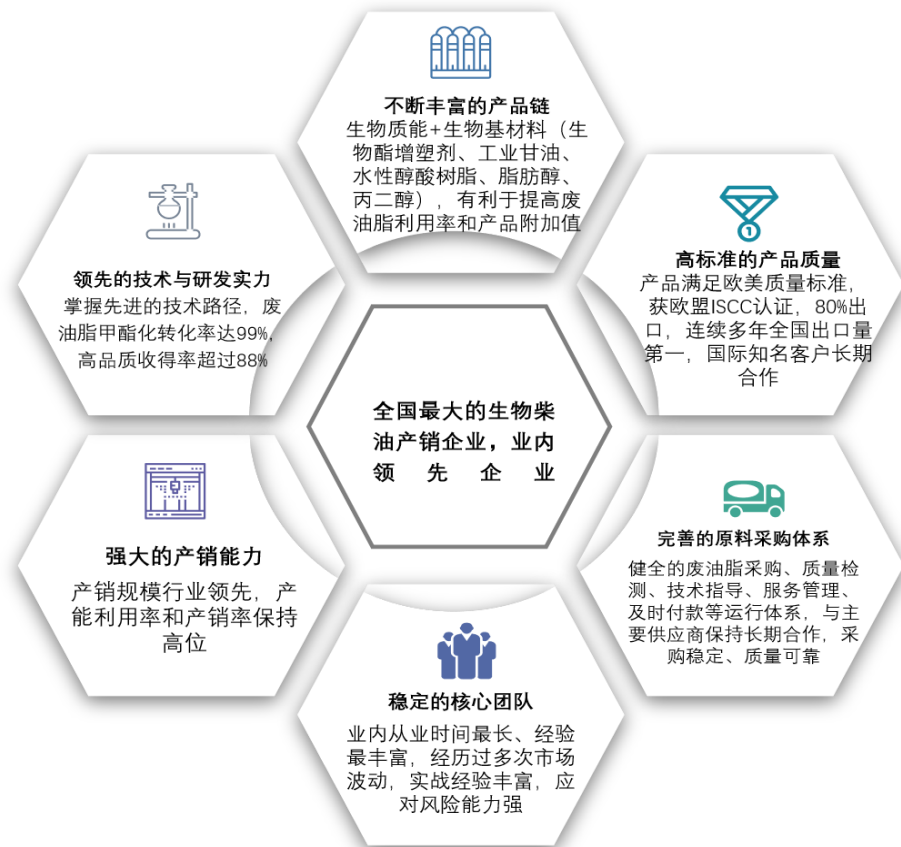 不断丰富的产品链
生物质能+生物基材料（生
物酯增塑剂、工业甘油、
水性醇酸树脂、脂肪醇、
丙二醇），有利于提高废
油脂利用率和产品附加值
领先的技术与研发实力
掌握先进的技术路径，废
油脂甲酯化转化率达99%，
高品质收得率超过88%
1
高标准的产品质量
产品满足欧美质量标准，
获欧盟ISCC认证，80%出
口，连续多年全国出口量
第一，国际知名客户长期
合作
全国最大的生物柴
油产销企业，业内
领先企业
强大的产销能力
产销规模行业领先，产
能利用率和产销率保持
高位
完善的原料采购体系
健全的废油脂采购、质量检
测、技术指导、服务管理、
及时付款等运行体系，与主
要供应商保持长期合作，采
购稳定、质量可靠
稳定的核心团队
业内从业时间最长、经验
最丰富，经历过多次市场
波动，实战经验丰富，应
对风险能力强